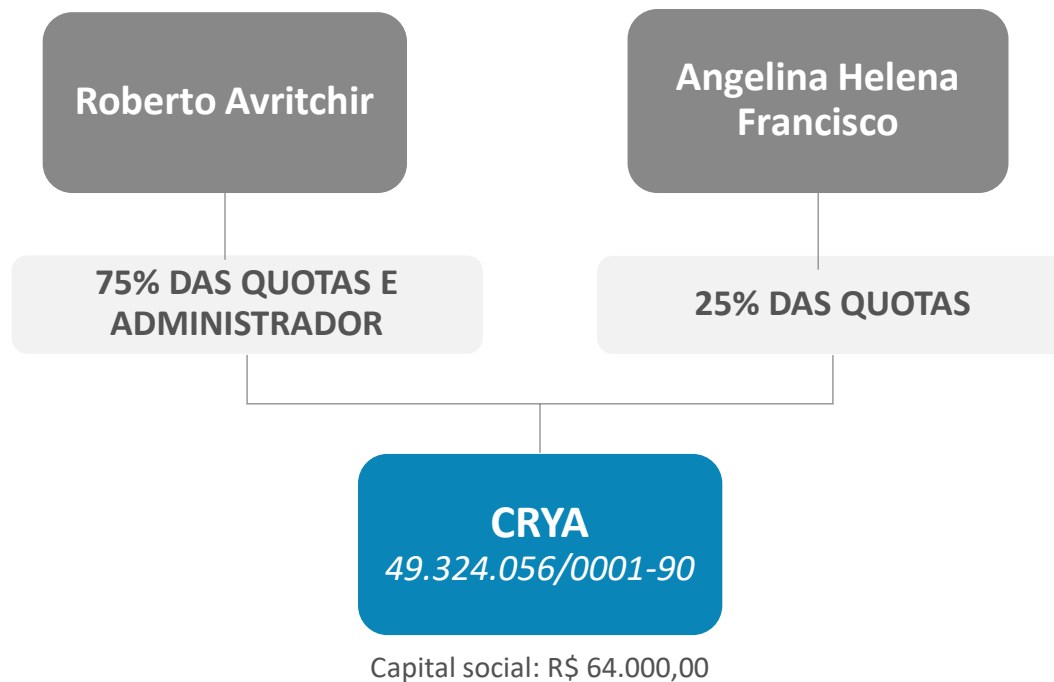 Roberto Avritchir
Angelina Helena
Francisco
75% DAS QUOTAS E
ADMINISTRADOR
25% DAS QUOTAS
CRYA
49.324.056/0001-90
Capital social: R$ 64.000,00